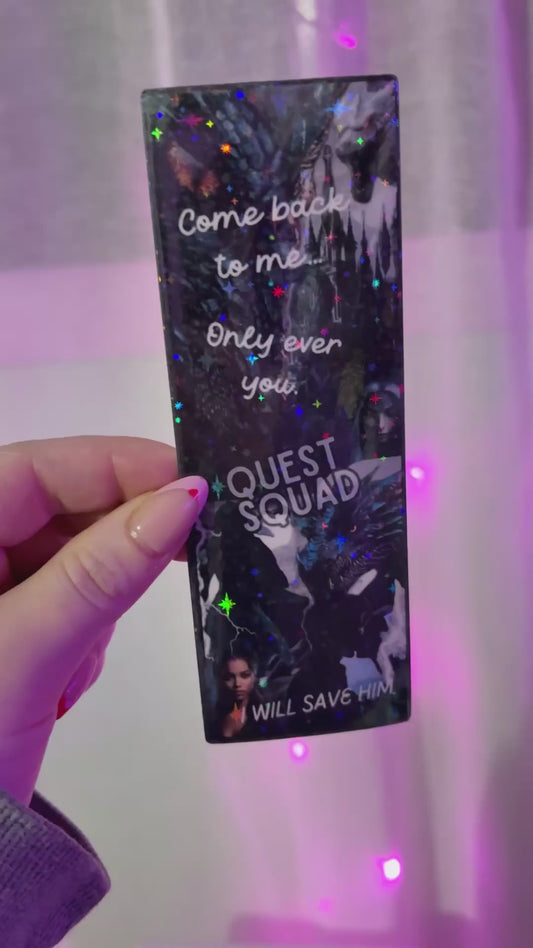 Come back
to me...
Only ever
you.
QUEST
SQUAD
I WILL SAVE HIM.